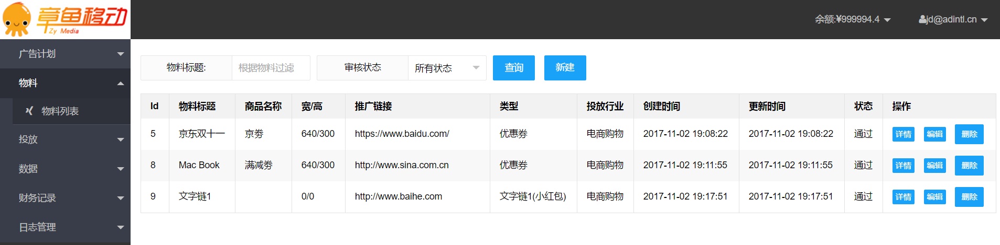 章鱼移动
Zy Media
余额:¥999994.4
jd@adintl.cn
广告计划
物料
物料列表
投放
数据
财务记录
日志管理
物料标题: 根据物料过滤 审核状态 所有状态 查询 新建
Id 物料标题 商品名称 宽/高 推广链接 类型 投放行业 创建时间 更新时间 状态 操作
5 京东双十一 京劵 640/300 https://www.baidu.com/ 优惠券 电商购物 2017-11-02 19:08:22 2017-11-02 19:08:22 通过 详情 编辑 删除
8 Mac Book 满减劵 640/300 http://www.sina.com.cn 优惠券 电商购物 2017-11-02 19:11:55 2017-11-02 19:11:55 通过 详情 编辑 删除
9 文字链1 0/0 http://www.baihe.com 文字链1(小红包) 电商购物 2017-11-02 19:17:51 2017-11-02 19:17:51 通过 详情 编辑 删除